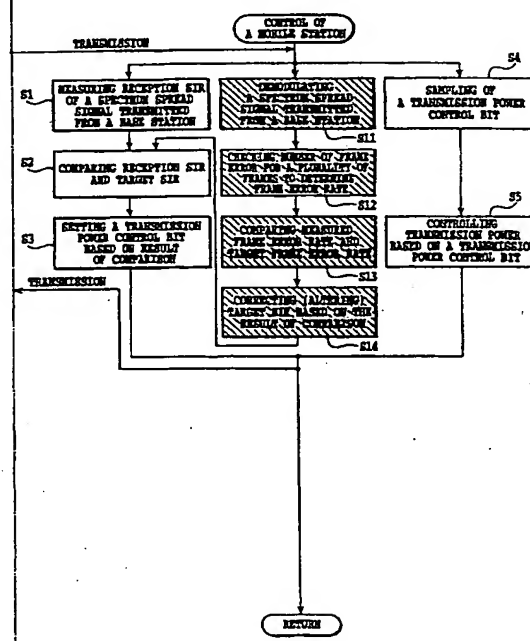 CONTROL OF
A MOBILE STATION
TRANSMISSION
S1
MEASURING RECEPTION SIR
OF A SPECTRUM SPREAD
SIGNAL TRANSMITTED
FROM A BASE STATION
S2
COMPARING RECEPTION SIR
AND TARGET SIR
S3
SETTING A TRANSMISSION
POWER CONTROL BIT
BASED ON RESULT
OF COMPARISON
TRANSMISSION
DEMODULATING
A SPECTRUM SPREAD
SIGNAL TRANSMITTED
FROM A BASE STATION
S11
CHECKING NUMBER OF FRAME
ERROR FOR A PLURALITY OF
FRAMES TO DETERMINE
FRAME ERROR RATE
S12
COMPARING MEASURED
FRAME ERROR RATE AND
TARGET FRAME ERROR RATE
S13
CORRECTING (ALTERING)
TARGET SIR BASED ON THE
RESULT OF COMPARISON
S14
S4
SAMPLING OF
A TRANSMISSION POWER
CONTROL BIT
S5
CONTROLLING
TRANSMISSION POWER
BASED ON A TRANSMISSION
POWER CONTROL BIT
RETURN